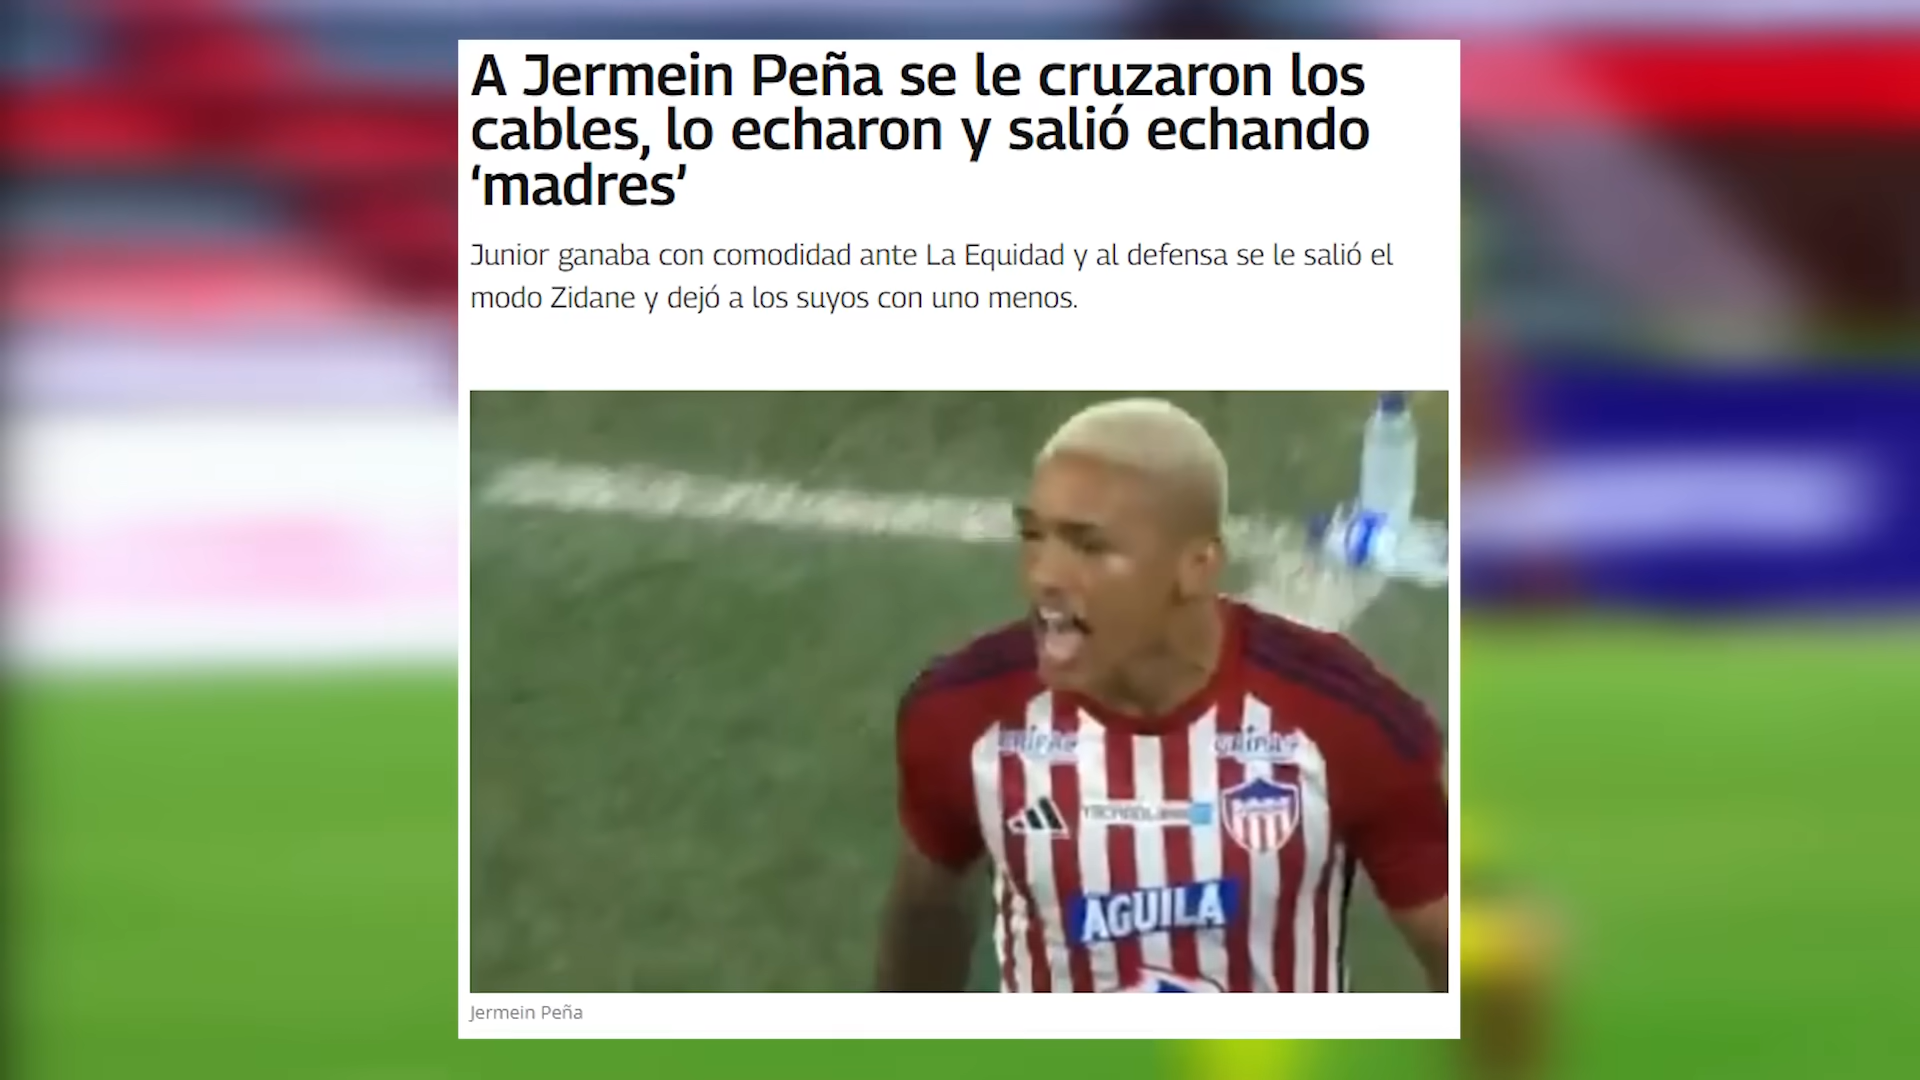 A Jermein Peña se le cruzaron los
cables, lo echaron y salió echando
‘madres’
Junior ganaba con comodidad ante La Equidad y al defensa se le salió el
modo Zidane y dejó a los suyos con uno menos.
AGUILA
Jermein Peña